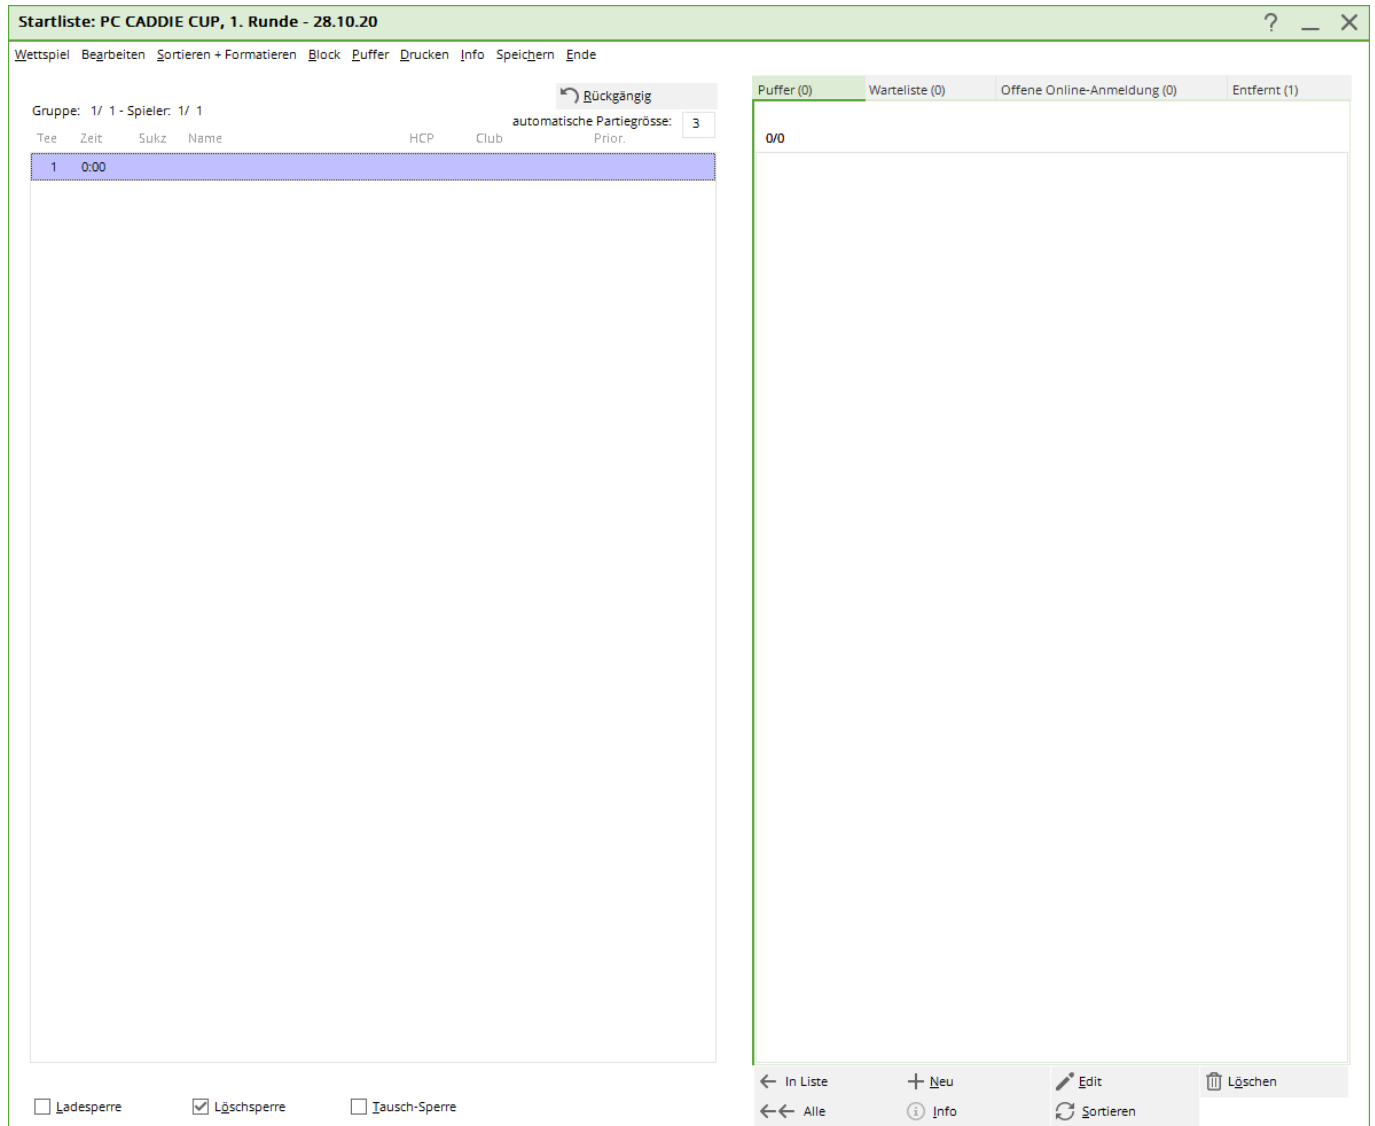 Startliste: PC CADDIE CUP, 1. Runde - 28.10.20
Wettspiel Bearbeiten Sortieren + Formatieren Block Puffer Drucken Info Speichern Ende
Rückgängig
Gruppe: 1/ 1 - Spieler: 1/ 1
automatische Partiegrösse: 3
Tee Zeit Sukz Name HCP Club Prior.
1 0:00
Puffer (0) Warteliste (0) Offene Online-Anmeldung (0) Entfernt (1)
0/0
In Liste Neu Edit Löschen
Alle Info Sortieren
Ladesperre Löschsperre Tausch-Sperre